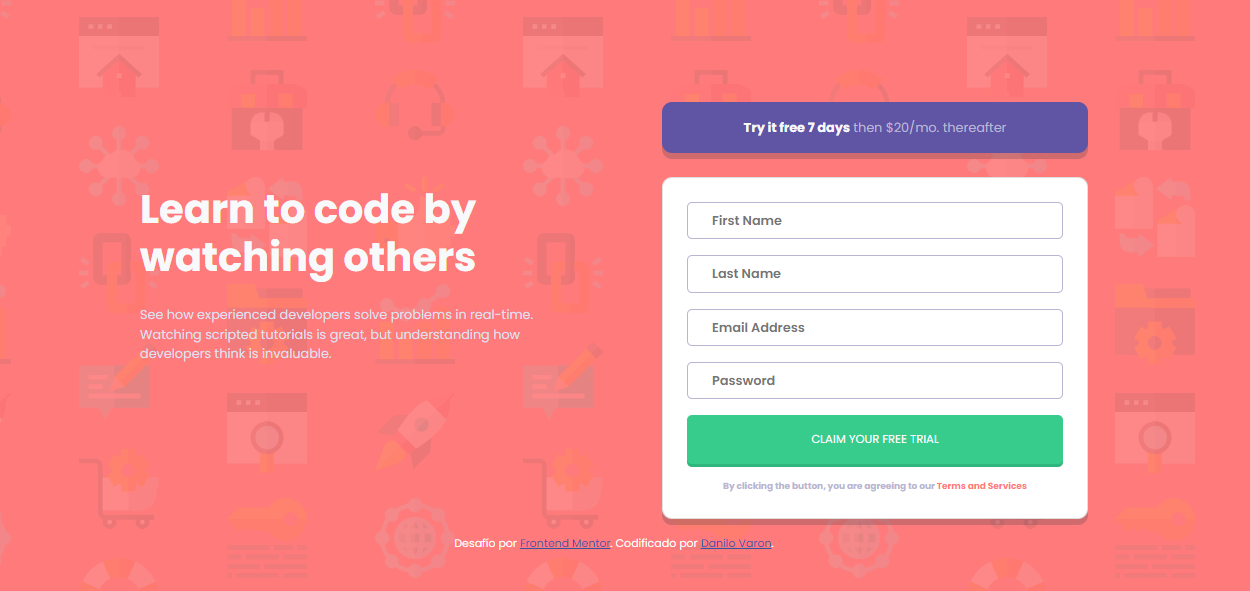 Learn to code by
watching others
See how experienced developers solve problems in real-time.
Watching scripted tutorials is great, but understanding how
developers think is invaluable.
Try it free 7 days then $20/mo. thereafter
First Name
Last Name
Email Address
Password
CLAIM YOUR FREE TRIAL
By clicking the button, you are agreeing to our Terms and Services
Desafío por Frontend Mentor. Codificado por Danilo Varon.